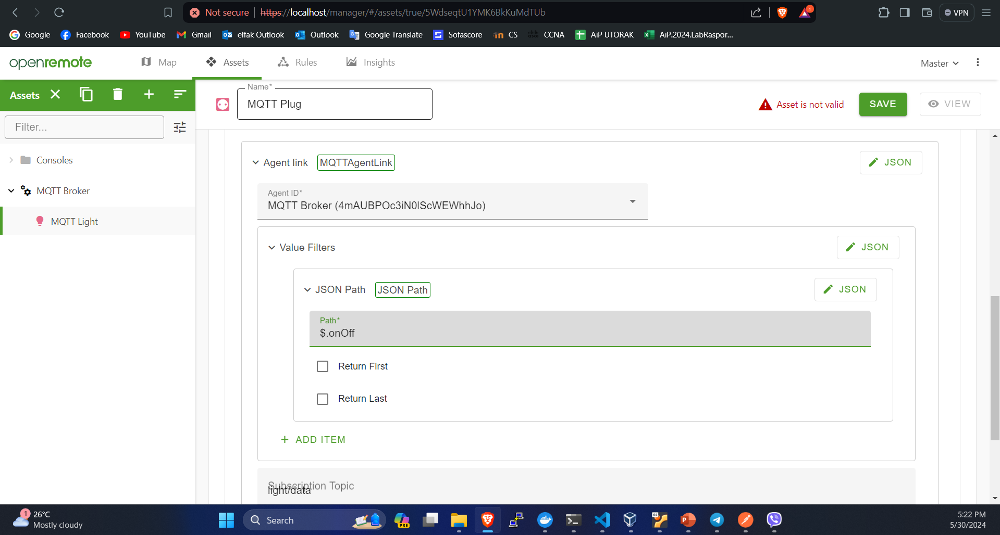 Not secure https://localhost/manager/#/assets/true/5WdseqtU1YMK6BkKuMdTUb
1
VPN
Google Facebook YouTube Gmail elfak Outlook Outlook Google Translate Sofascore CS CCNA AiP UTORAK AiP.2024.LabRaspor...
openremote Map Assets Rules Insights Master
Assets
Filter...
Consoles
MQTT Broker
MQTT Light
Name*
MQTT Plug
Asset is not valid SAVE VIEW
Agent link MQTTAgentLink JSON
Agent ID*
MQTT Broker (4mAUBPOc3iN0lScWEWhhJo)
Value Filters JSON
JSON Path JSON Path JSON
Path*
$.onOff
Return First
Return Last
+ ADD ITEM
Subscription Topic
light/data
1
26°C
Mostly cloudy
Search
PRE
64
5:22 PM
5/30/2024